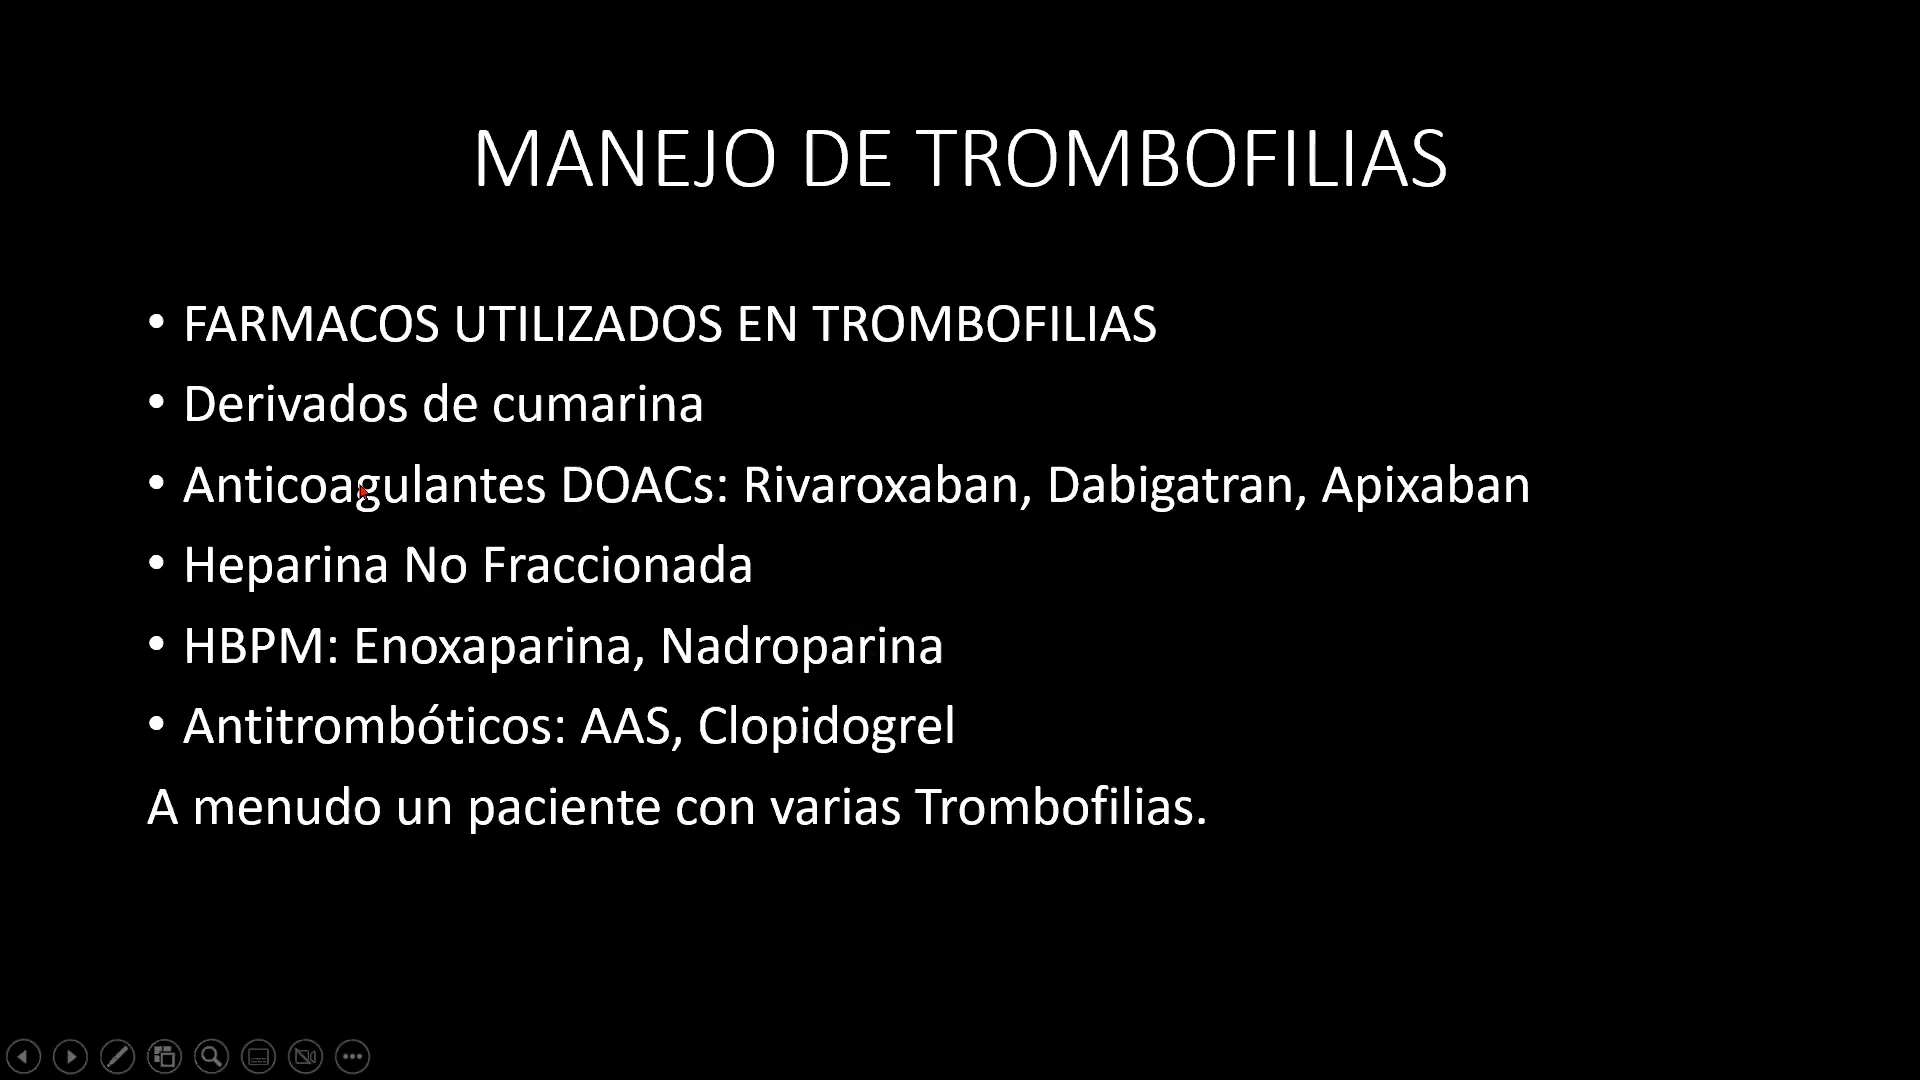 MANEJO DE TROMBOFILIAS
• FARMACOS UTILIZADOS EN TROMBOFILIAS
• Derivados de cumarina
• Anticoagulantes DOACs: Rivaroxaban, Dabigatran, Apixaban
• Heparina No Fraccionada
• HBPM: Enoxaparina, Nadroparina
• Antitrombóticos: AAS, Clopidogrel
A menudo un paciente con varias Trombofilias.